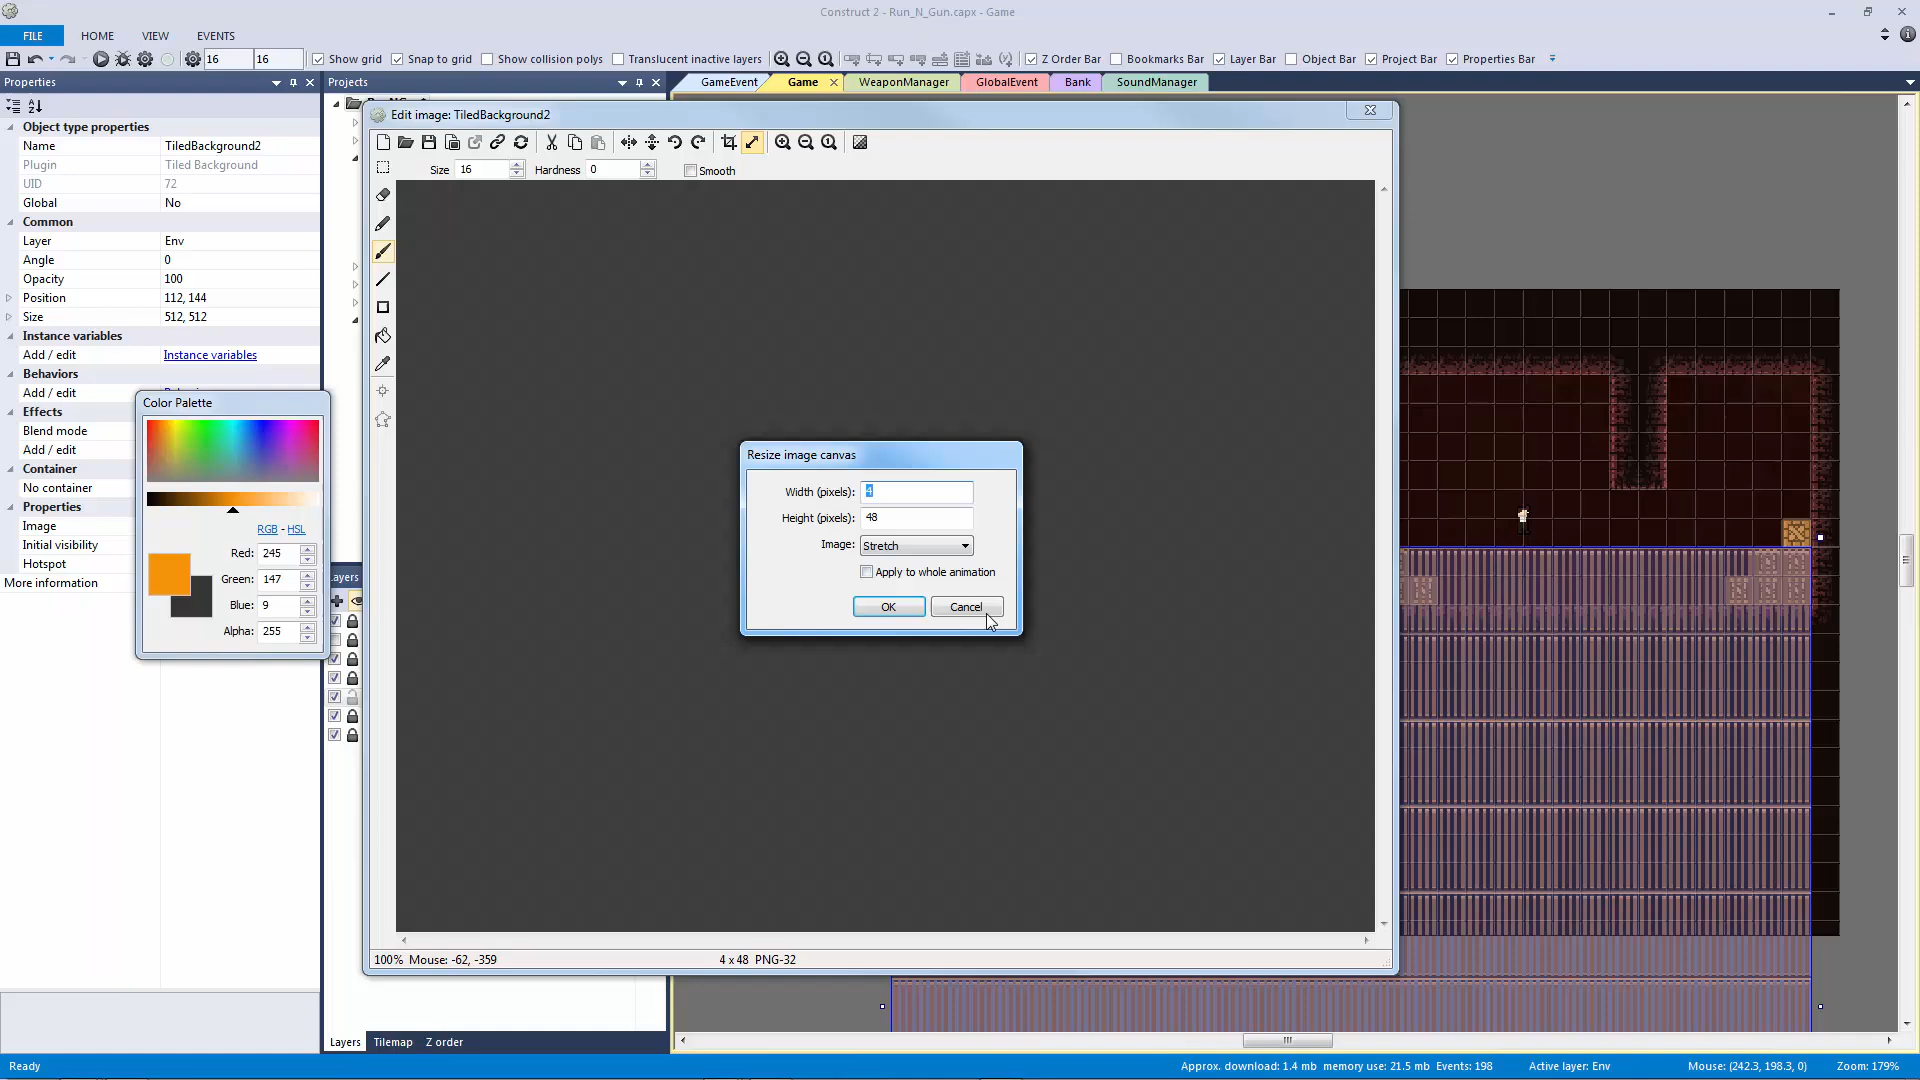 Construct 2 - Run_N_Gun.capx - Game
FILE HOME VIEW EVENTS
16 16 Show grid Snap to grid Show collision polys Translucent inactive layers Z Order Bar Bookmarks Bar Layer Bar Object Bar Project Bar Properties Bar
Properties
Projects
GameEvent Game WeaponManager GlobalEvent Bank SoundManager
Object type properties
Name TiledBackground2
Plugin Tiled Background
UID 72
Global No
Common
Layer Env
Angle 0
Opacity 100
Position 112, 144
Size 512, 512
Instance variables
Add / edit Instance variables
Behaviors
Add / edit
Effects
Blend mode
Add / edit
Container
No container
Properties
Image
Initial visibility
Hotspot
More information
Color Palette
RGB - HSL
Red: 245
Green: 147
Blue: 9
Alpha: 255
Edit image: TiledBackground2
Size 16 Hardness 0 Smooth
Resize image canvas
Width (pixels): 4
Height (pixels): 48
Image: Stretch
Apply to whole animation
OK Cancel
100% Mouse: -62, -359 4 x 48 PNG-32
Layers Tilemap Z order
Ready Approx. download: 1.4 mb memory use: 21.5 mb Events: 198 Active layer: Env Mouse: (242.3, 198.3, 0) Zoom: 179%